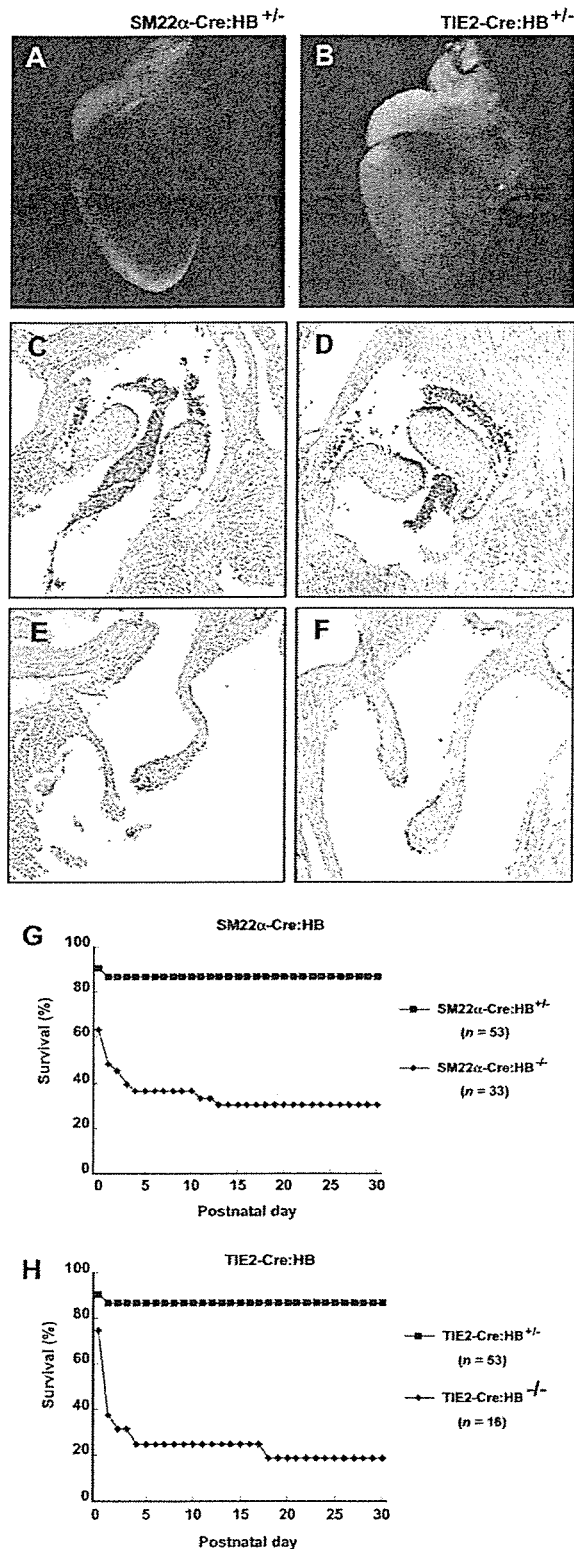 SM22α-Cre:HB+/-
TIE2-Cre:HB+/-
A
B
C
D
E
F
G
SM22α-Cre:HB
100
80
60
40
20
0
Survival (%)
0 5 10 15 20 25 30
Postnatal day
SM22α-Cre:HB+/-
(n = 53)
SM22α-Cre:HB-/-
(n = 33)
H
TIE2-Cre:HB
100
80
60
40
20
0
Survival (%)
0 5 10 15 20 25 30
Postnatal day
TIE2-Cre:HB+/-
(n = 53)
TIE2-Cre:HB-/-
(n = 16)